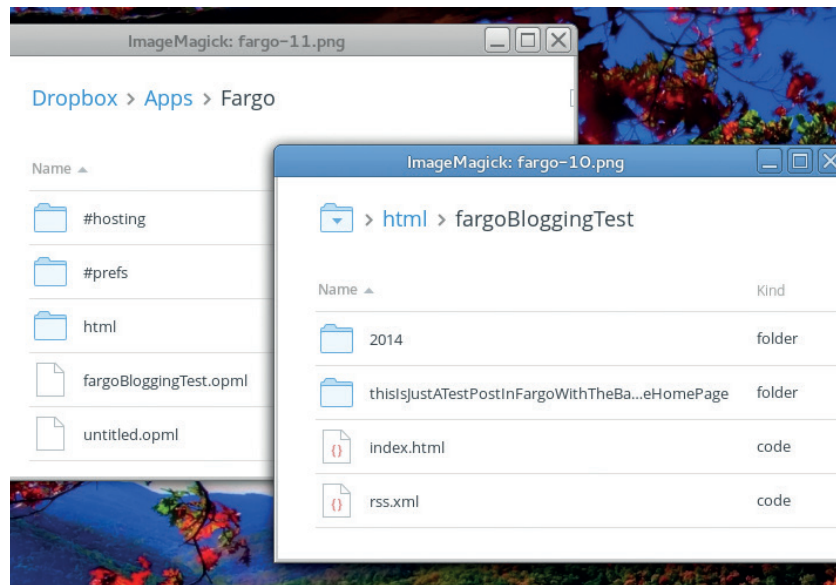 ImageMagick: fargo-11.png
Dropbox > Apps > Fargo
Name
#hosting
#prefs
html
fargoBloggingTest.opml
untitled.opml
ImageMagick: fargo-10.png
> html > fargoBloggingTest
Name Kind
2014 folder
thisIsJustATestPostInFargoWithTheBa...eHomePage folder
{} index.html code
{} rss.xml code